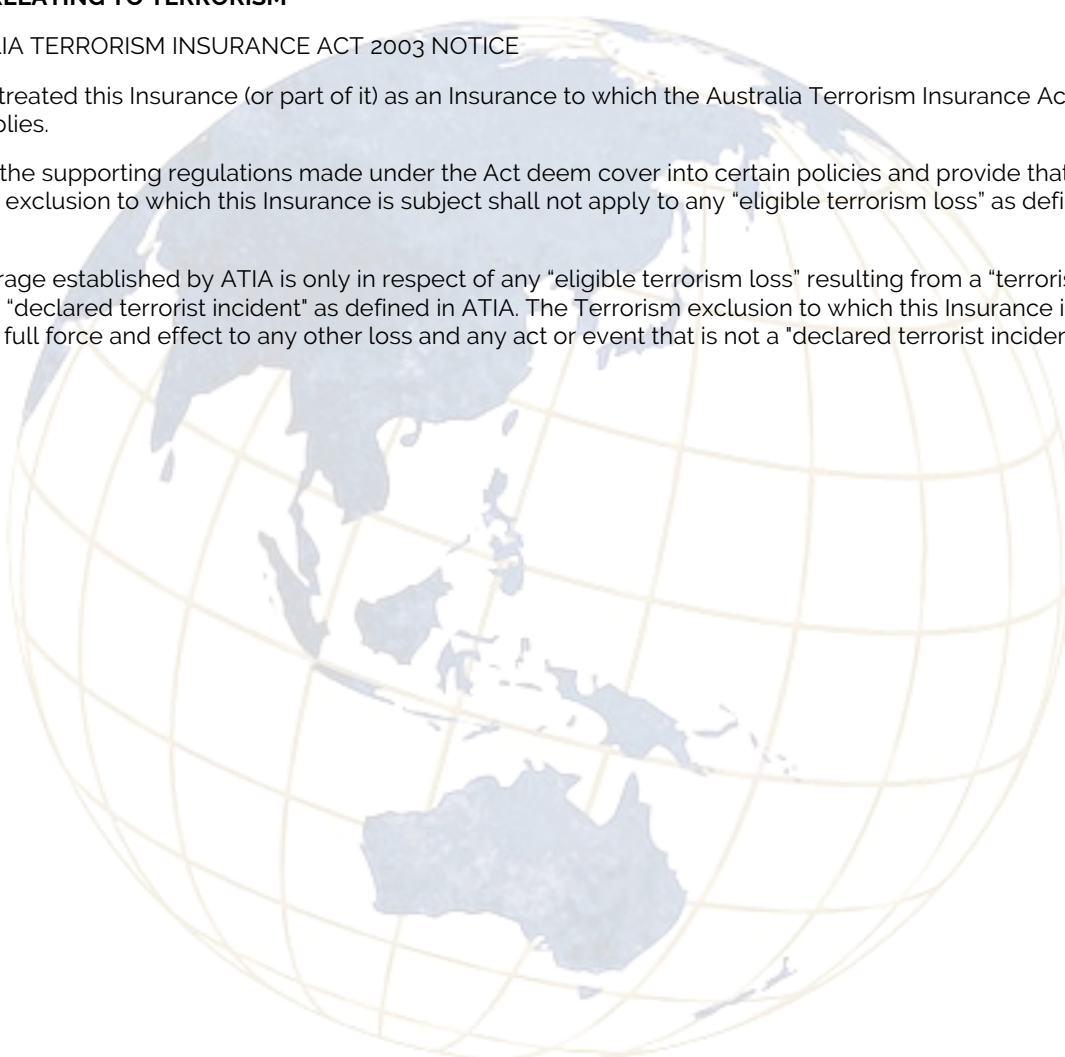 RELATING TO TERRORISM
LIA TERRORISM INSURANCE ACT 2003 NOTICE
treated this Insurance (or part of it) as an Insurance to which the Australia Terrorism Insurance Ac
plies.
the supporting regulations made under the Act deem cover into certain policies and provide that
exclusion to which this Insurance is subject shall not apply to any “eligible terrorism loss” as defi
rage established by ATIA is only in respect of any “eligible terrorism loss” resulting from a “terroris
“declared terrorist incident" as defined in ATIA. The Terrorism exclusion to which this Insurance i
full force and effect to any other loss and any act or event that is not a "declared terrorist inciden